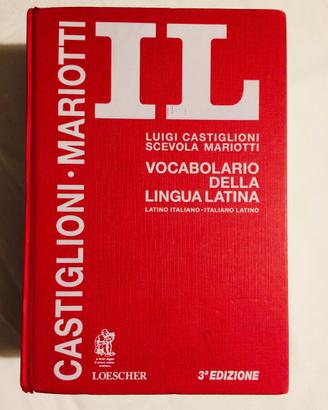 CASTIGLIONI · MARIOTTI
IL
LUIGI CASTIGLIONI
SCEVOLA MARIOTTI
VOCABOLARIO
DELLA
LINGUA LATINA
LATINO ITALIANO · ITALIANO LATINO
LOESCHER
3ª EDIZIONE